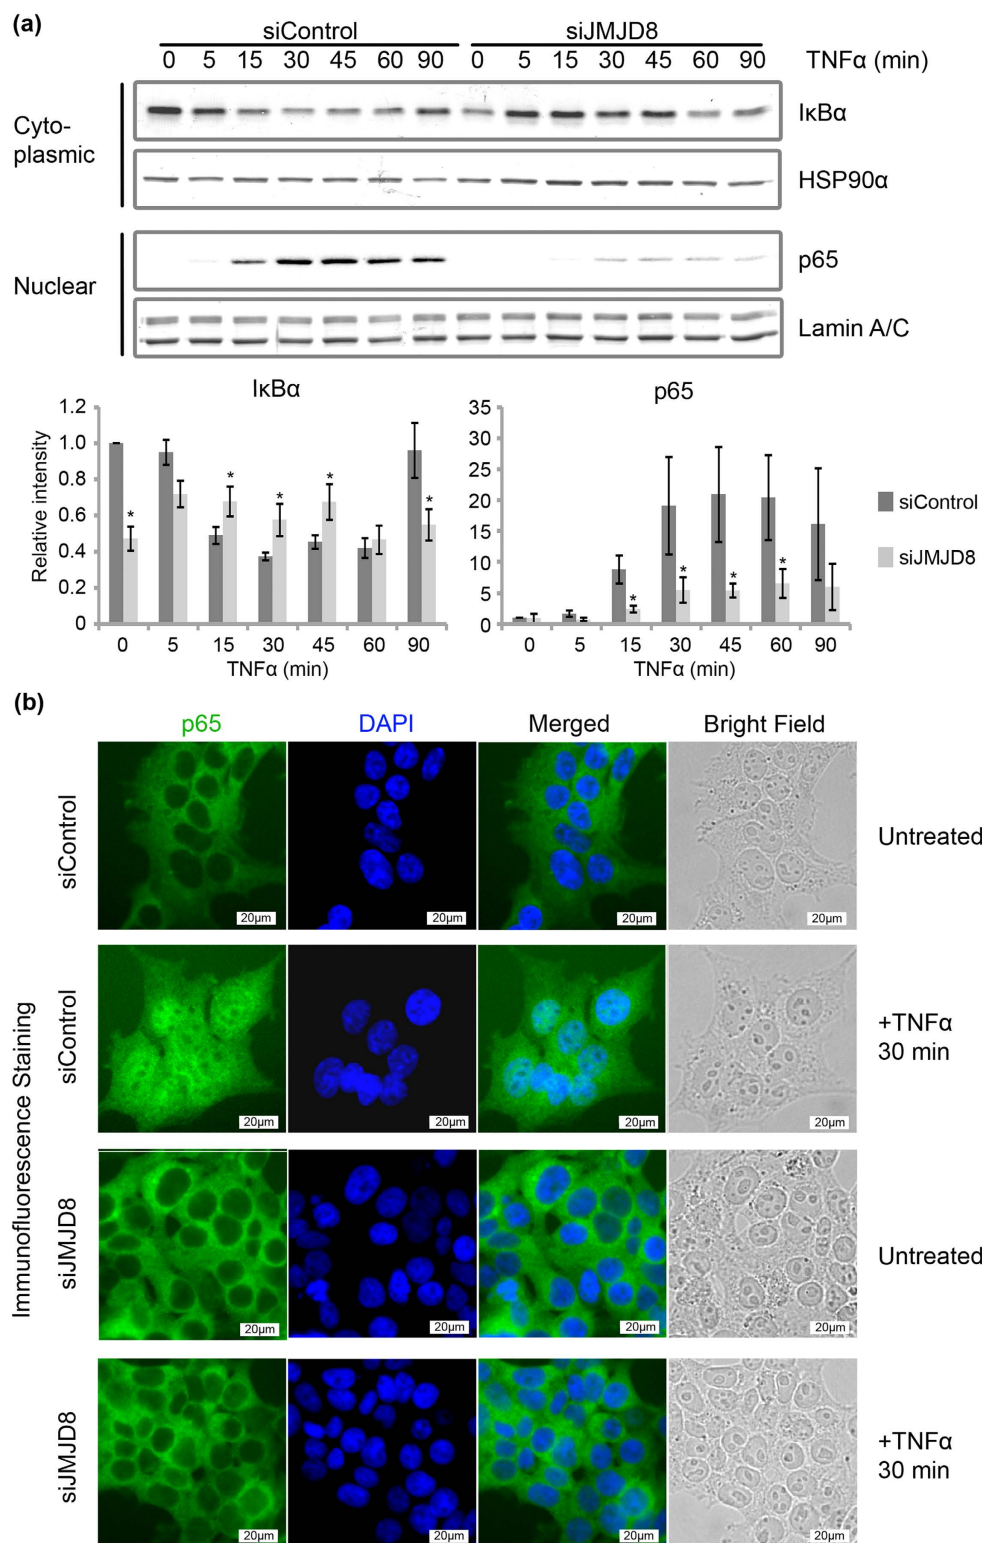 (a)
siControl siJMJD8
0 5 15 30 45 60 90 0 5 15 30 45 60 90 TNFα (min)
Cyto-
plasmic
IκBα
HSP90α
Nuclear
p65
Lamin A/C
IκBα
Relative intensity
1.2
1.0
0.8
0.6
0.4
0.2
0
* * * * *
0 5 15 30 45 60 90
TNFα (min)
p65
35
30
25
20
15
10
5
0
* * * *
0 5 15 30 45 60 90
TNFα (min)
siControl
siJMJD8
(b)
p65 DAPI Merged Bright Field
Immunofluorescence Staining
siControl
20μm 20μm 20μm 20μm
Untreated
siControl
20μm 20μm 20μm 20μm
+TNFα
30 min
siJMJD8
20μm 20μm 20μm 20μm
Untreated
siJMJD8
20μm 20μm 20μm 20μm
+TNFα
30 min